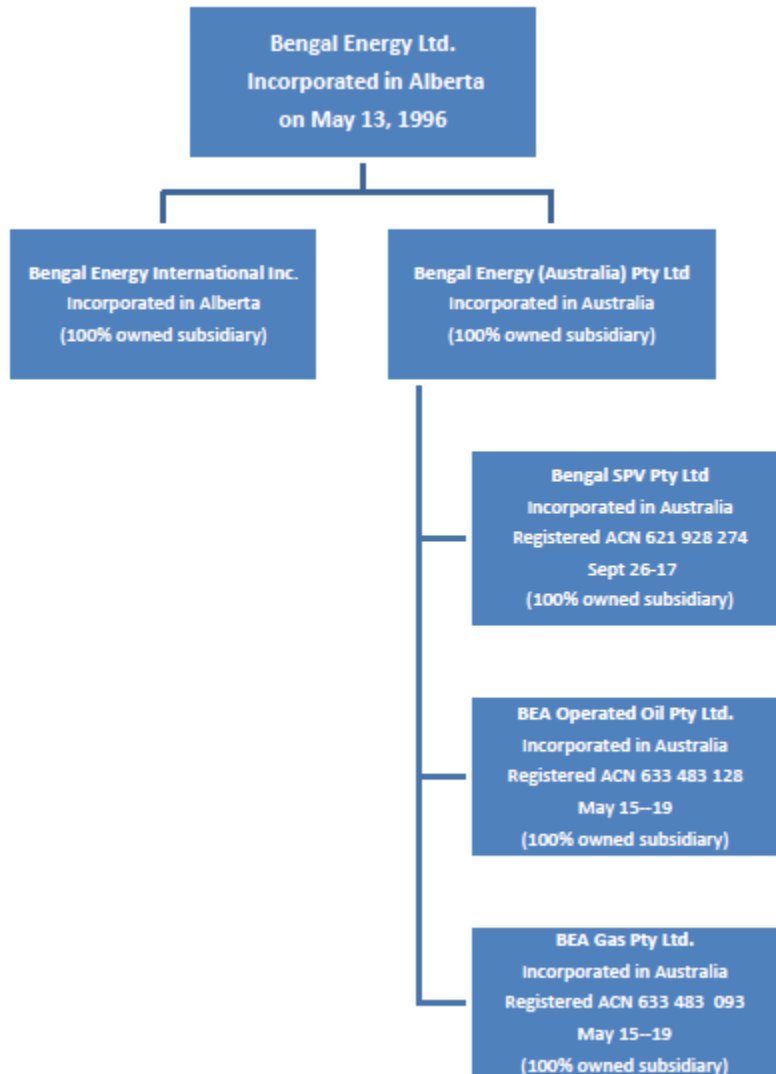 Bengal Energy Ltd.
Incorporated in Alberta
on May 13, 1996
Bengal Energy International Inc.
Incorporated in Alberta
(100% owned subsidiary)
Bengal Energy (Australia) Pty Ltd
Incorporated in Australia
(100% owned subsidiary)
Bengal SPV Pty Ltd
Incorporated in Australia
Registered ACN 621 928 274
Sept 26-17
(100% owned subsidiary)
BEA Operated Oil Pty Ltd.
Incorporated in Australia
Registered ACN 633 483 128
May 15--19
(100% owned subsidiary)
BEA Gas Pty Ltd.
Incorporated in Australia
Registered ACN 633 483  093
May 15--19
(100% owned subsidiary)